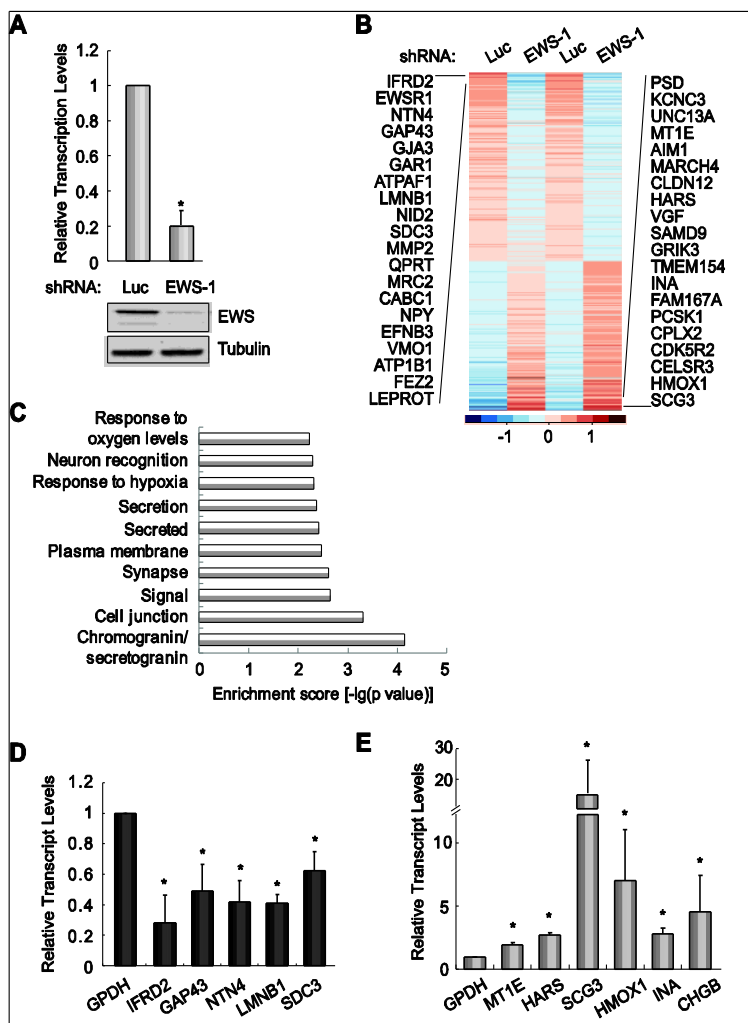 A
1.2
1
0.8
0.6
0.4
0.2
0
Relative Transcription Levels
*
shRNA: Luc EWS-1
EWS
Tubulin
B
shRNA: Luc EWS-1 Luc EWS-1
IFRD2
EWSR1
NTN4
GAP43
GJA3
GAR1
ATPAF1
LMNB1
NID2
SDC3
MMP2
QPRT
MRC2
CABC1
NPY
EFNB3
VMO1
ATP1B1
FEZ2
LEPROT
PSD
KCNC3
UNC13A
MT1E
AIM1
MARCH4
CLDN12
HARS
VGF
SAMD9
GRIK3
TMEM154
INA
FAM167A
PCSK1
CPLX2
CDK5R2
CELSR3
HMOX1
SCG3
-1 0 1
C
Response to
oxygen levels
Neuron recognition
Response to hypoxia
Secretion
Secreted
Plasma membrane
Synapse
Signal
Cell junction
Chromogranin/
secretogranin
0 1 2 3 4 5
Enrichment score [-lg(p value)]
D
1.2
1
0.8
0.6
0.4
0.2
0
Relative Transcript Levels
* * * * *
GPDH IFRD2 GAP43 NTN4 LMNB1 SDC3
E
30
20
10
5
0
Relative Transcript Levels
* * * * * *
GPDH MT1E HARS SCG3 HMOX1 INA CHGB